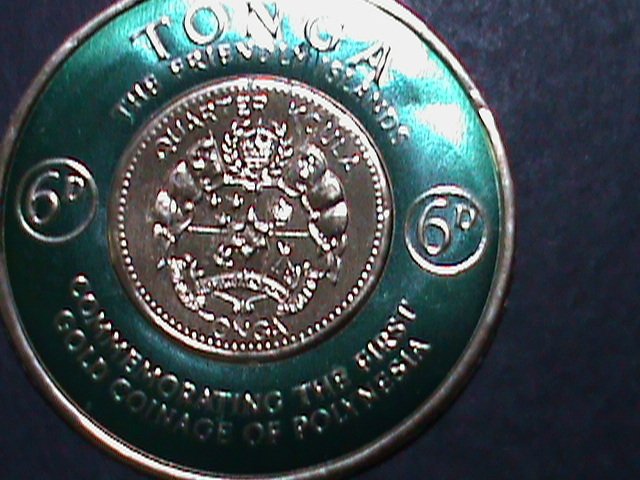 TONGA
THE FRIENDLY ISLANDS
QUARTER KOULA
6D
6D
TONGA
COMMEMORATING THE FIRST
GOLD COINAGE OF POLYNESIA